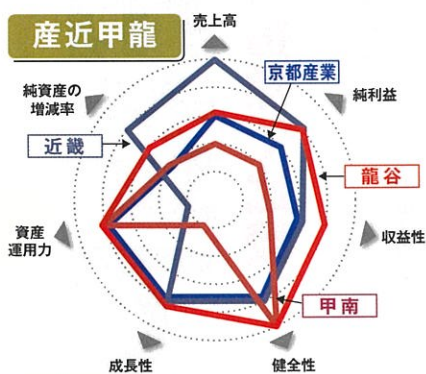 産近甲龍
売上高
京都産業
純資産の
増減率
純利益
近畿
龍谷
資産
運用力
収益性
甲南
成長性
健全性